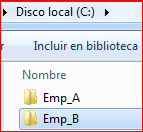 Disco local (C:)
Incluir en biblioteca
Nombre
Emp_A
Emp_B